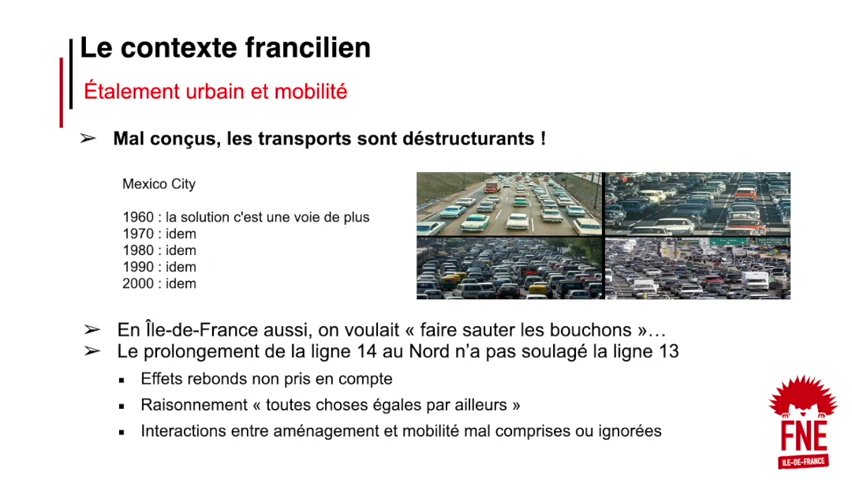 Le contexte francilien
Étalement urbain et mobilité
➢ Mal conçus, les transports sont déstructurants !
Mexico City
1960 : la solution c'est une voie de plus
1970 : idem
1980 : idem
1990 : idem
2000 : idem
➢ En Île-de-France aussi, on voulait « faire sauter les bouchons »…
➢ Le prolongement de la ligne 14 au Nord n'a pas soulagé la ligne 13
▪ Effets rebonds non pris en compte
▪ Raisonnement « toutes choses égales par ailleurs »
▪ Interactions entre aménagement et mobilité mal comprises ou ignorées
FNE
ILE-DE-FRANCE